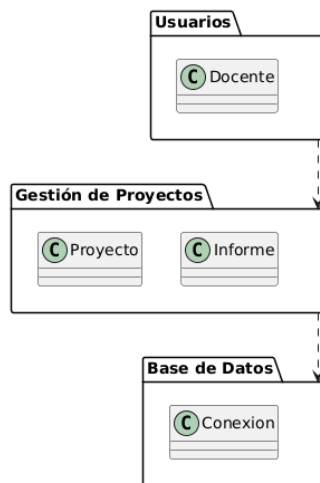 Usuarios
C Docente
Gestión de Proyectos
C Proyecto C Informe
Base de Datos
C Conexion